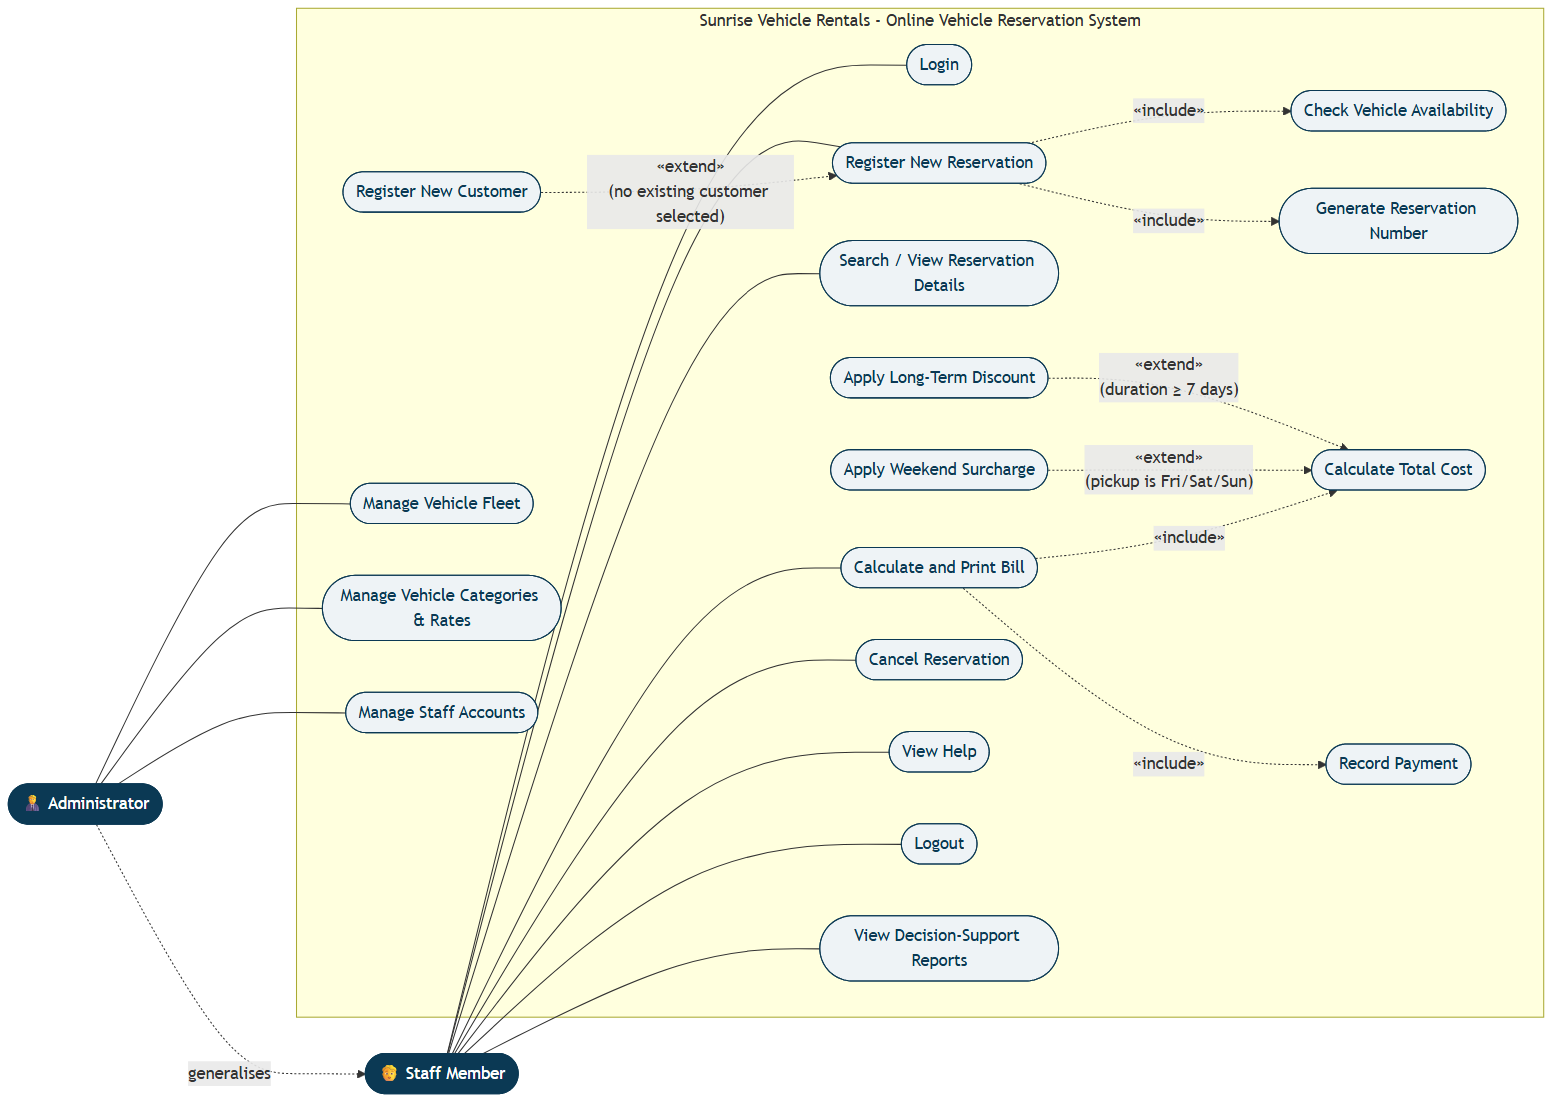 Sunrise Vehicle Rentals - Online Vehicle Reservation System
Login
Check Vehicle Availability
«include»
Register New Reservation
«extend»
(no existing customer
selected)
Register New Customer
«include»
Generate Reservation
Number
Search / View Reservation
Details
Apply Long-Term Discount
«extend»
(duration ≥ 7 days)
Apply Weekend Surcharge
«extend»
(pickup is Fri/Sat/Sun)
Calculate Total Cost
Manage Vehicle Fleet
«include»
Calculate and Print Bill
Manage Vehicle Categories
& Rates
Cancel Reservation
Manage Staff Accounts
View Help
«include»
Record Payment
Administrator
Logout
View Decision-Support
Reports
generalises
Staff Member